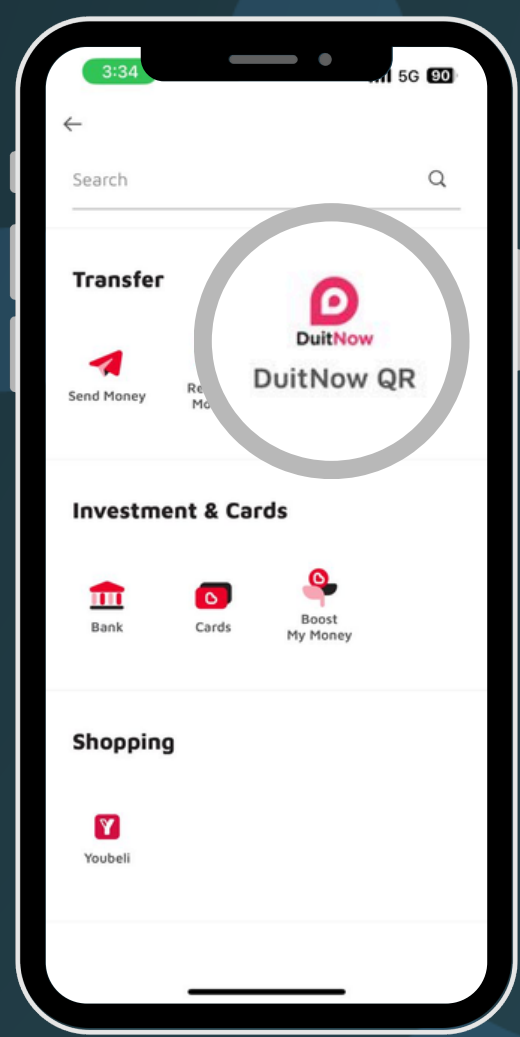 3:34
5G 90
Search
Transfer
DuitNow
DuitNow QR
Send Money
Investment & Cards
Bank
Cards
Boost
My Money
Shopping
Youbeli